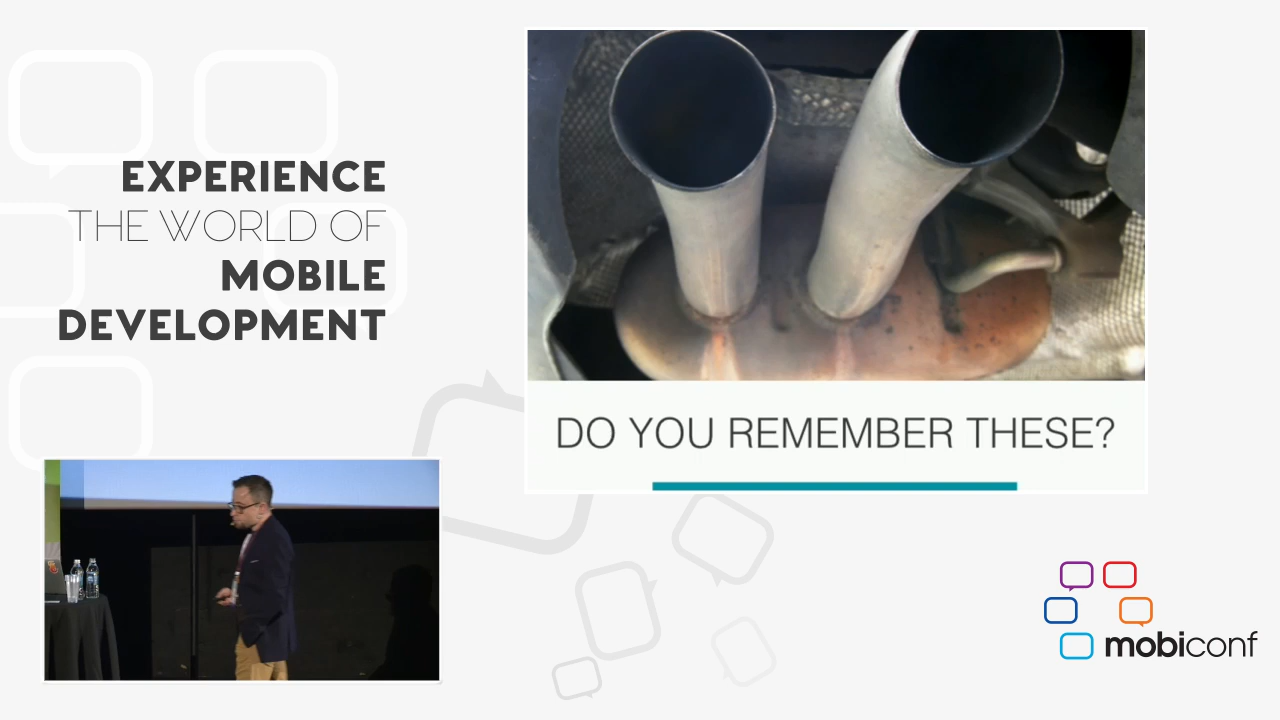 EXPERIENCE
THE WORLD OF
MOBILE
DEVELOPMENT
DO YOU REMEMBER THESE?
mobiconf